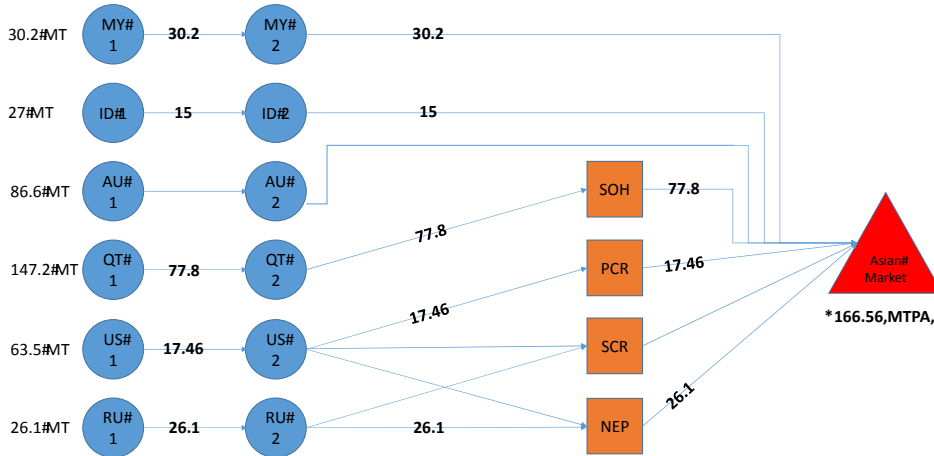 30.2#MT
MY#
1
30.2
MY#
2
30.2
27#MT
ID#1
15
ID#2
15
86.6#MT
AU#
1
AU#
2
SOH
77.8
147.2#MT
QT#
1
77.8
QT#
2
77.8
PCR
17.46
Asian#
Market
*166.56,MTPA,
63.5#MT
US#
1
17.46
US#
2
17.46
SCR
26.1#MT
RU#
1
26.1
RU#
2
26.1
NEP
26.1